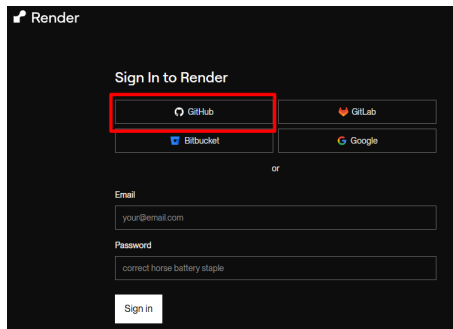 Render
Sign In to Render
GitHub
GitLab
Bitbucket
Google
or
Email
your@email.com
Password
correct horse battery staple
Sign in